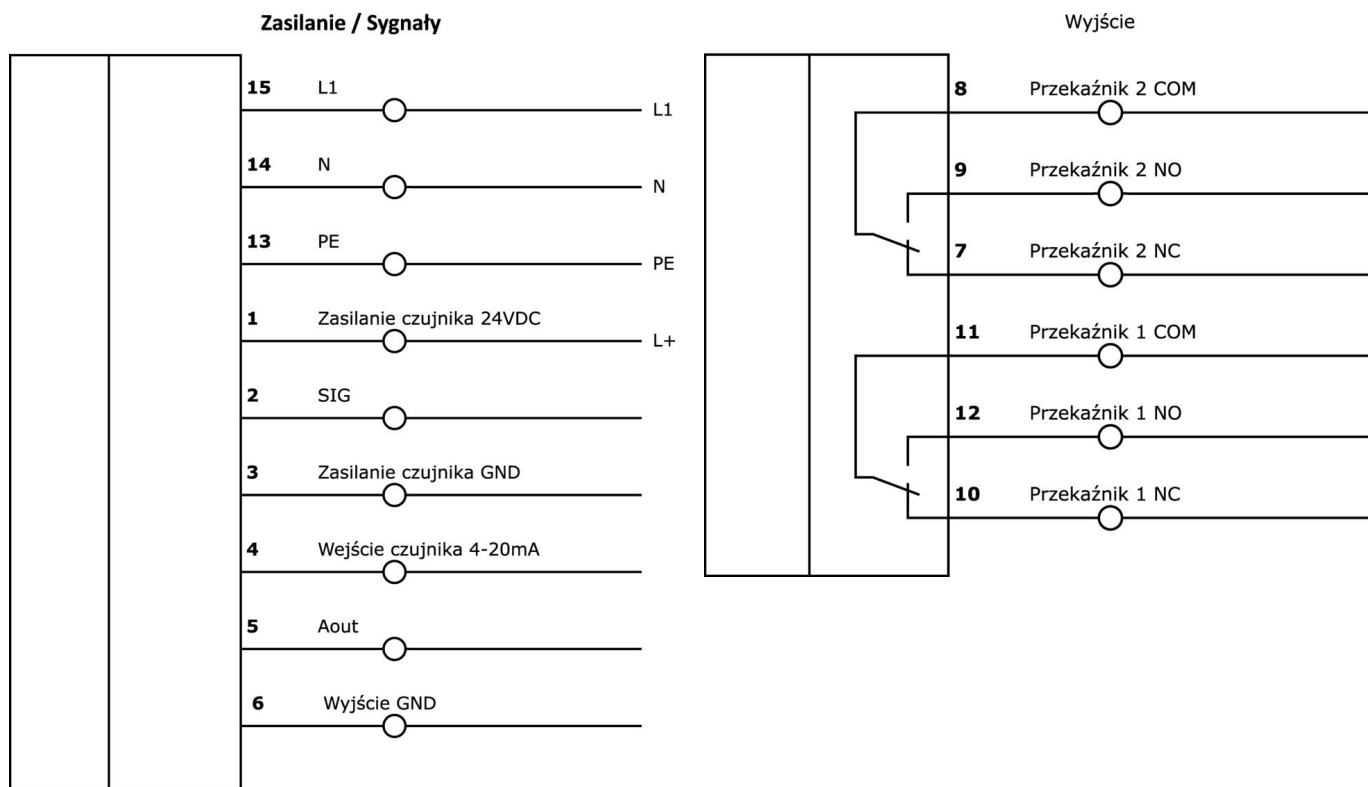 Zasilanie / Sygnały
15 L1
L1
14 N
N
13 PE
PE
1 Zasilanie czujnika 24VDC
L+
2 SIG
3 Zasilanie czujnika GND
4 Wejście czujnika 4-20mA
5 Aout
6 Wyjście GND
Wyjście
8 Przekaźnik 2 COM
9 Przekaźnik 2 NO
7 Przekaźnik 2 NC
11 Przekaźnik 1 COM
12 Przekaźnik 1 NO
10 Przekaźnik 1 NC